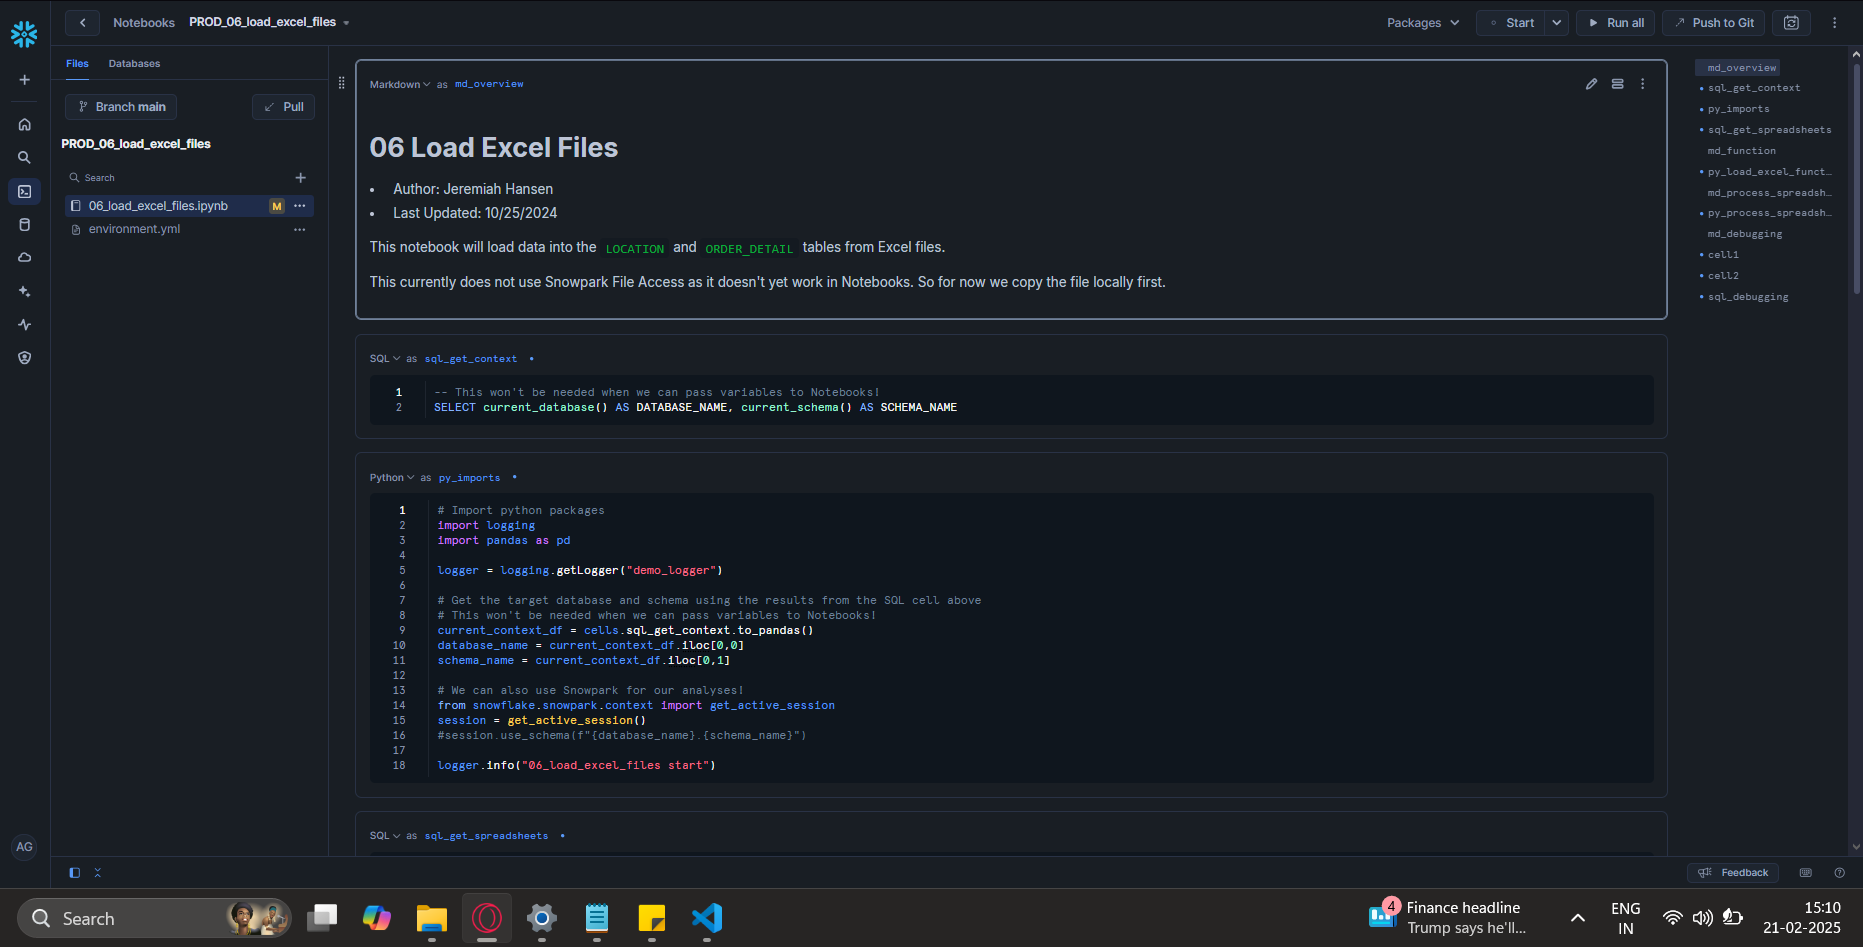 Notebooks PROD_06_load_excel_files
Packages Start Run all Push to Git
Files Databases
Branch main Pull
PROD_06_load_excel_files
Search
06_load_excel_files.ipynb M
environment.yml
AG
Markdown as md_overview
06 Load Excel Files
• Author: Jeremiah Hansen
• Last Updated: 10/25/2024
This notebook will load data into the LOCATION and ORDER_DETAIL tables from Excel files.
This currently does not use Snowpark File Access as it doesn't yet work in Notebooks. So for now we copy the file locally first.
SQL as sql_get_context
1 -- This won't be needed when we can pass variables to Notebooks!
2 SELECT current_database() AS DATABASE_NAME, current_schema() AS SCHEMA_NAME
Python as py_imports
1 # Import python packages
2 import logging
3 import pandas as pd
4
5 logger = logging.getLogger("demo_logger")
6
7 # Get the target database and schema using the results from the SQL cell above
8 # This won't be needed when we can pass variables to Notebooks!
9 current_context_df = cells.sql_get_context.to_pandas()
10 database_name = current_context_df.iloc[0,0]
11 schema_name = current_context_df.iloc[0,1]
12
13 # We can also use Snowpark for our analyses!
14 from snowflake.snowpark.context import get_active_session
15 session = get_active_session()
16 #session.use_schema(f"{database_name}.{schema_name}")
17
18 logger.info("06_load_excel_files start")
SQL as sql_get_spreadsheets
md_overview
sql_get_context
py_imports
sql_get_spreadsheets
md_function
py_load_excel_funct...
md_process_spreadsh...
py_process_spreadsh...
md_debugging
cell1
cell2
sql_debugging
Feedback
Search
4
Finance headline
Trump says he'll...
ENG
IN
15:10
21-02-2025